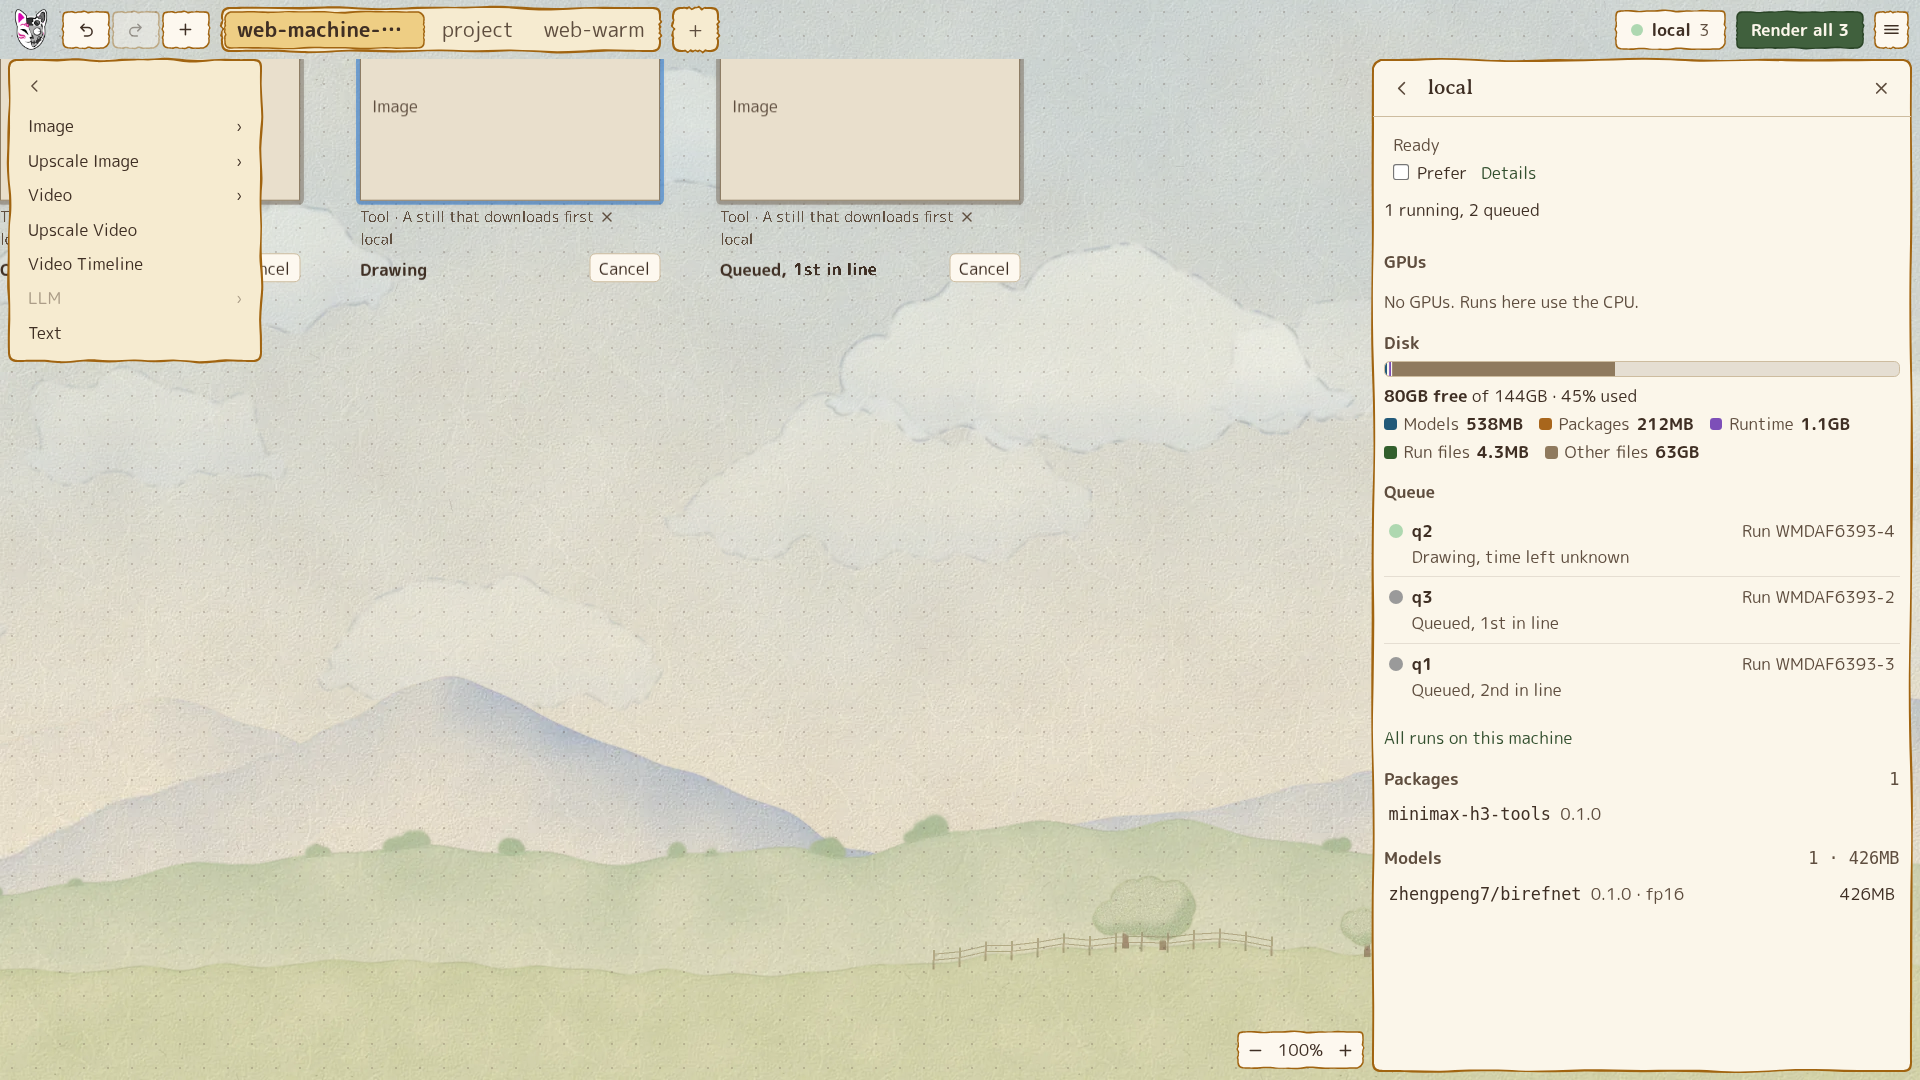 web-machine-···
project
web-warm
+
local 3
Render all 3
Image
Upscale Image
Video
Upscale Video
Video Timeline
LLM
Text
Image
Tool · A still that downloads first ×
local
Drawing
Cancel
Image
Tool · A still that downloads first ×
local
Queued, 1st in line
Cancel
local
Ready
Prefer Details
1 running, 2 queued
GPUs
No GPUs. Runs here use the CPU.
Disk
80GB free of 144GB · 45% used
Models 538MB Packages 212MB Runtime 1.1GB
Run files 4.3MB Other files 63GB
Queue
q2 Run WMDAF6393-4
Drawing, time left unknown
q3 Run WMDAF6393-2
Queued, 1st in line
q1 Run WMDAF6393-3
Queued, 2nd in line
All runs on this machine
Packages 1
minimax-h3-tools 0.1.0
Models 1 · 426MB
zhengpeng7/birefnet 0.1.0 · fp16 426MB
− 100% +